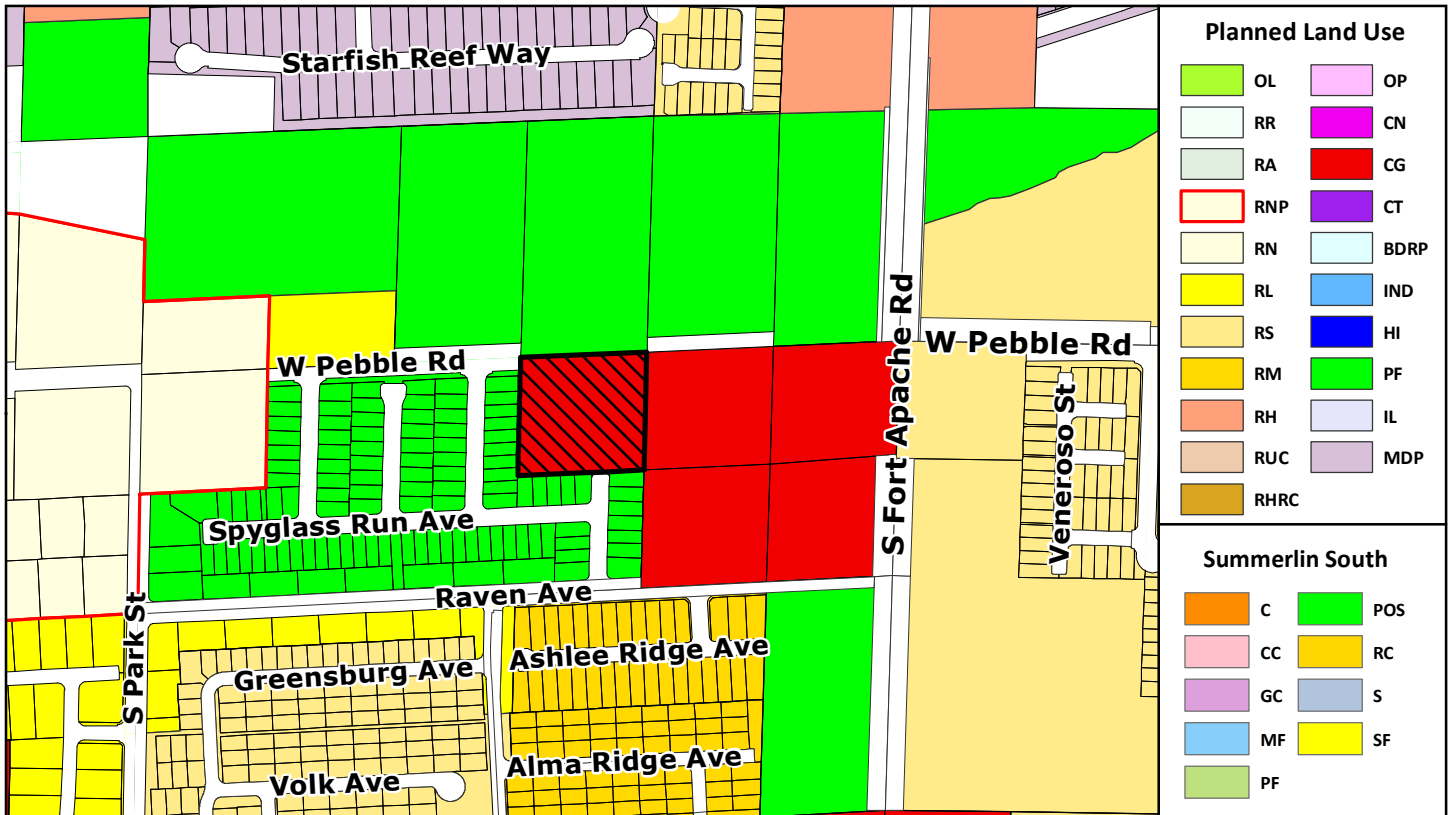 Starfish Reef Way
W Pebble Rd
W Pebble Rd
S Fort Apache Rd
Veneroso St
Spyglass Run Ave
Raven Ave
S Park St
Ashlee Ridge Ave
Greensburg Ave
Alma Ridge Ave
Volk Ave
Planned Land Use
OL OP
RR CN
RA CG
RNP CT
RN BDRP
RL IND
RS HI
RM PF
RH IL
RUC MDP
RHRC
Summerlin South
C POS
CC RC
GC S
MF SF
PF